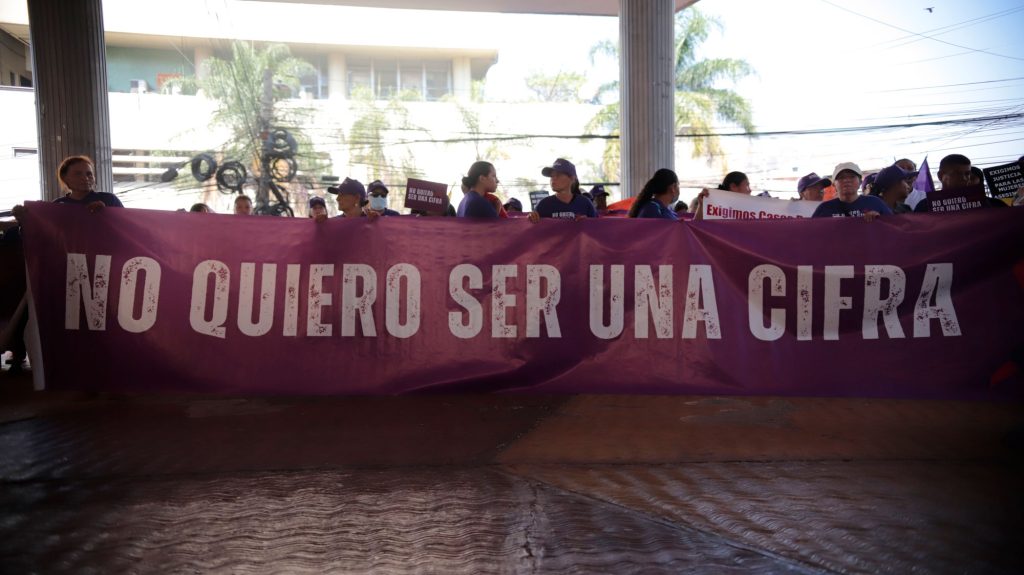 NO QUIERO SER UNA CIFRA
NO QUIERO
SER UNA CIFRA
Exigimos Casas
NO QUIERO
SER UNA CIFRA
EXIGIMOS
JUSTICIA
PARA LAS
MUJERES